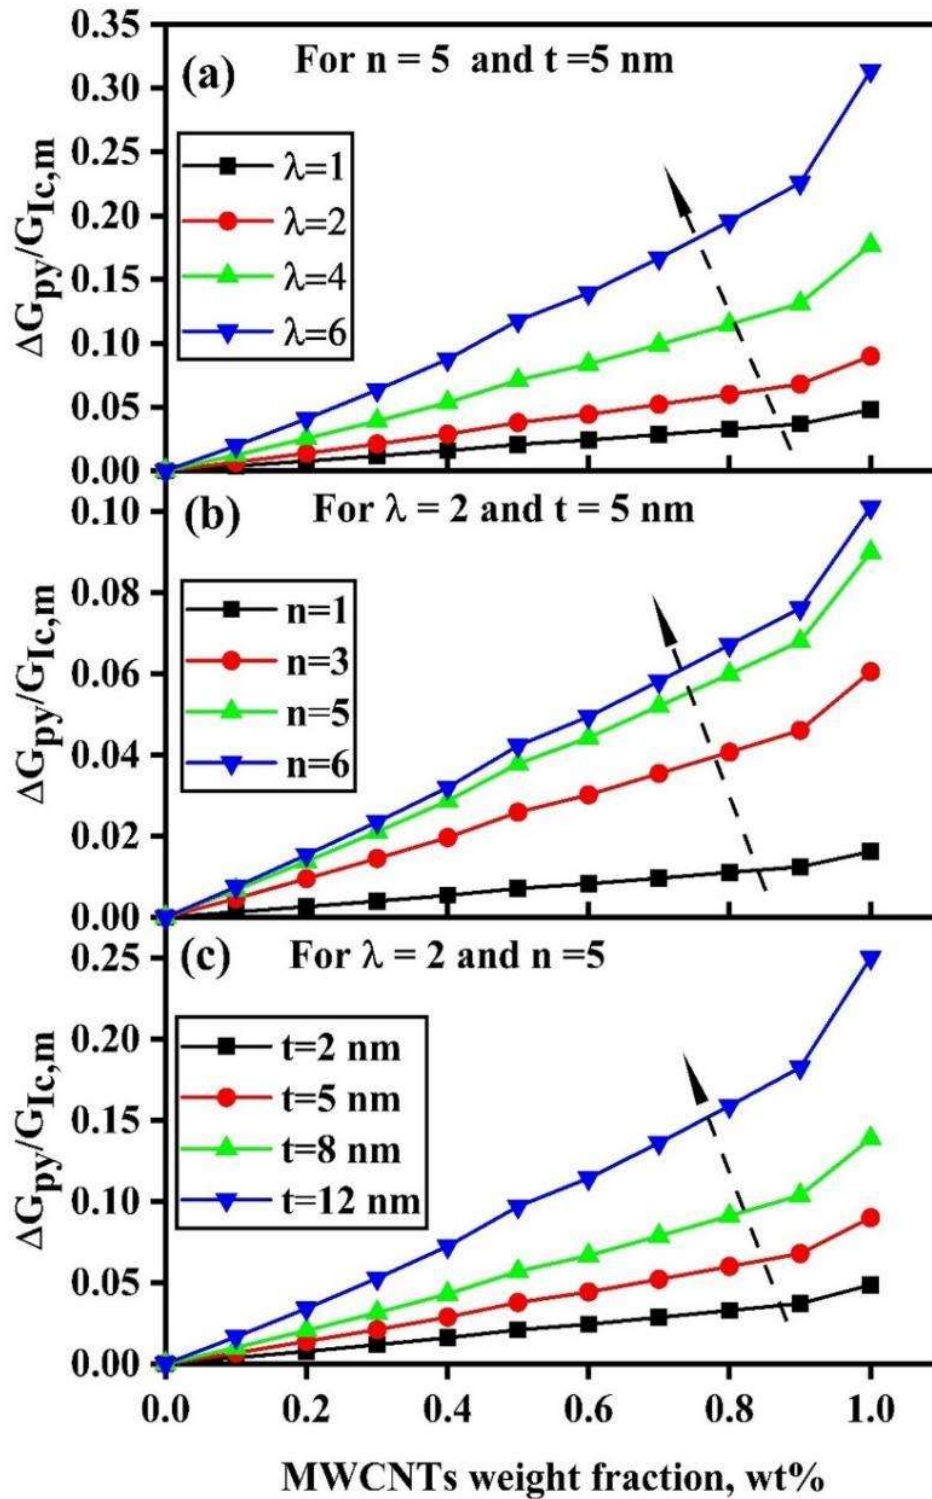 0.35
(a) For n = 5 and t =5 nm
0.30
0.25
0.20
0.15
0.10
0.05
0.00
ΔGpy/GIc,m
λ=1
λ=2
λ=4
λ=6
(b) For λ = 2 and t = 5 nm
0.10
0.08
0.06
0.04
0.02
0.00
ΔGpy/GIc,m
n=1
n=3
n=5
n=6
(c) For λ = 2 and n =5
0.25
0.20
0.15
0.10
0.05
0.00
ΔGpy/GIc,m
t=2 nm
t=5 nm
t=8 nm
t=12 nm
0.0 0.2 0.4 0.6 0.8 1.0
MWCNTs weight fraction, wt%